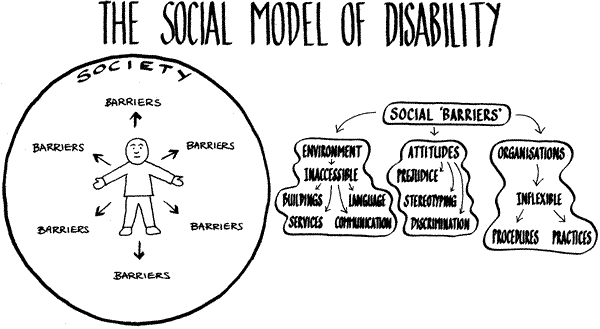 THE SOCIAL MODEL OF DISABILITY
SOCIETY
BARRIERS
BARRIERS
BARRIERS
BARRIERS
BARRIERS
BARRIERS
SOCIAL 'BARRIERS'
ENVIRONMENT
INACCESSIBLE
BUILDINGS LANGUAGE
SERVICES COMMUNICATION
ATTITUDES
PREJUDICE
STEREOTYPING
DISCRIMINATION
ORGANISATIONS
INFLEXIBLE
PROCEDURES PRACTICES